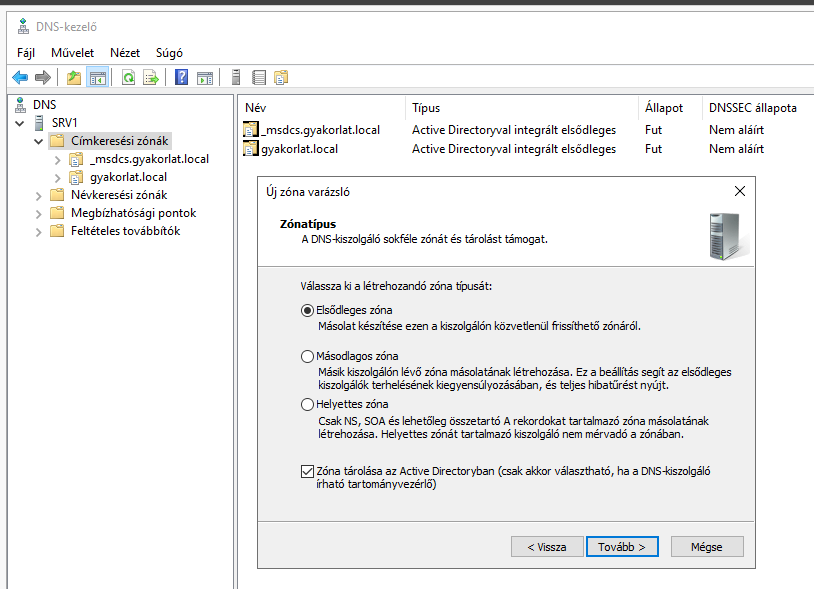 DNS-kezelő
Fájl Művelet Nézet Súgó
DNS
SRV1
Címkeresési zónák
_msdcs.gyakorlat.local
gyakorlat.local
Névkeresési zónák
Megbízhatósági pontok
Feltételes továbbítók
Név Típus Állapot DNSSEC állapota
_msdcs.gyakorlat.local Active Directoryval integrált elsődleges Fut Nem aláírt
gyakorlat.local Active Directoryval integrált elsődleges Fut Nem aláírt
Új zóna varázsló
Zónatípus
A DNS-kiszolgáló sokféle zónát és tárolást támogat.
Válassza ki a létrehozandó zóna típusát:
Elsődleges zóna
Másolat készítése ezen a kiszolgálón közvetlenül frissíthető zónáról.
Másodlagos zóna
Másik kiszolgálón lévő zóna másolatának létrehozása. Ez a beállítás segít az elsődleges
kiszolgálók terhelésének kiegyensúlyozásában, és teljes hibatűrést nyújt.
Helyettes zóna
Csak NS, SOA és lehetőleg összetartó A rekordokat tartalmazó zóna másolatának
létrehozása. Helyettes zónát tartalmazó kiszolgáló nem mérvadó a zónában.
Zóna tárolása az Active Directoryban (csak akkor választható, ha a DNS-kiszolgáló
írható tartományvezérlő)
< Vissza Tovább > Mégse